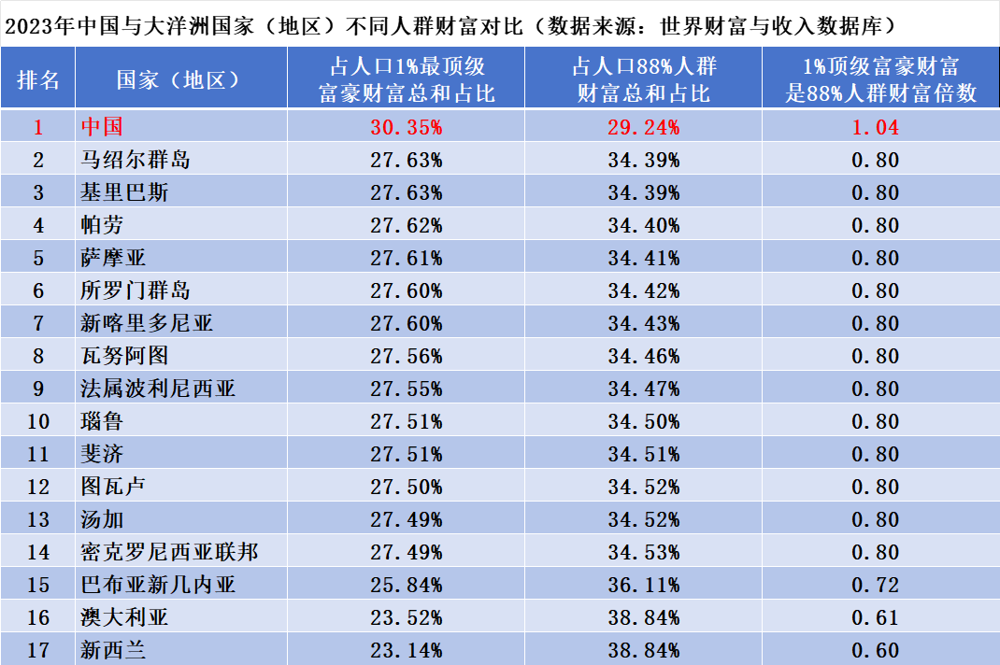 2023年中国与大洋洲国家（地区）不同人群财富对比（数据来源：世界财富与收入数据库）
排名 国家（地区） 占人口1%最顶级富豪财富总和占比 占人口88%人群财富总和占比 1%顶级富豪财富是88%人群财富倍数
1 中国 30.35% 29.24% 1.04
2 马绍尔群岛 27.63% 34.39% 0.80
3 基里巴斯 27.63% 34.39% 0.80
4 帕劳 27.62% 34.40% 0.80
5 萨摩亚 27.61% 34.41% 0.80
6 所罗门群岛 27.60% 34.42% 0.80
7 新喀里多尼亚 27.60% 34.43% 0.80
8 瓦努阿图 27.56% 34.46% 0.80
9 法属波利尼西亚 27.55% 34.47% 0.80
10 瑙鲁 27.51% 34.50% 0.80
11 斐济 27.51% 34.51% 0.80
12 图瓦卢 27.50% 34.52% 0.80
13 汤加 27.49% 34.52% 0.80
14 密克罗尼西亚联邦 27.49% 34.53% 0.80
15 巴布亚新几内亚 25.84% 36.11% 0.72
16 澳大利亚 23.52% 38.84% 0.61
17 新西兰 23.14% 38.84% 0.60